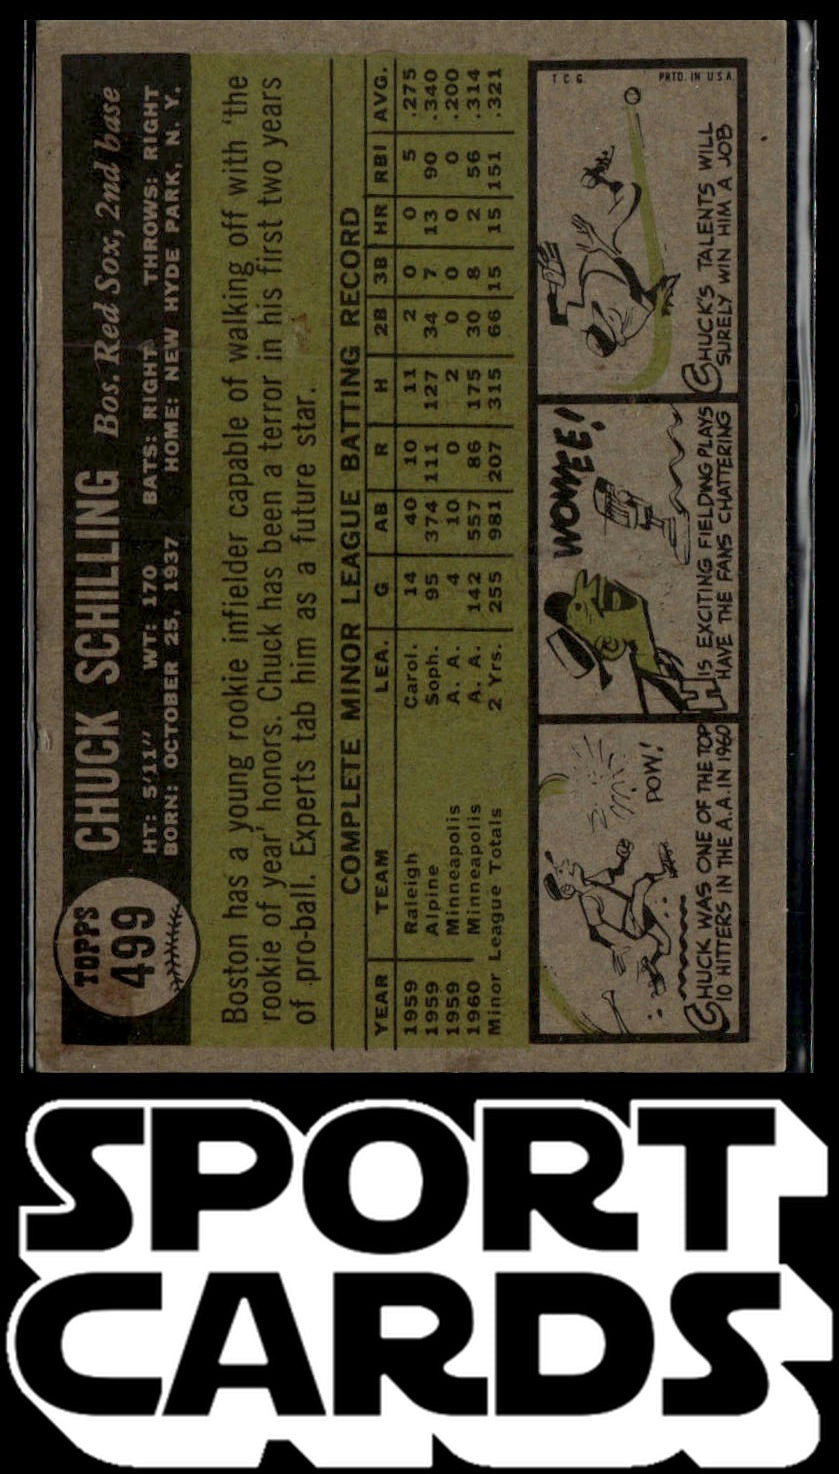 TOPPS
499
CHUCK SCHILLING Bos. Red Sox, 2nd base
HT: 5'11" WT: 170 BATS: RIGHT THROWS: RIGHT
BORN: OCTOBER 25, 1937 HOME: NEW HYDE PARK, N. Y.
Boston has a young rookie infielder capable of walking off with 'the
rookie of year' honors. Chuck has been a terror in his first two years
of pro-ball. Experts tab him as a future star.
COMPLETE MINOR LEAGUE BATTING RECORD
YEAR TEAM LEA. G AB R H 2B 3B HR RBI AVG.
1959 Raleigh Carol. 14 40 10 11 2 0 0 5 .275
1959 Alpine Soph. 95 374 111 127 34 7 13 90 .340
1959 Minneapolis A. A. 4 10 0 2 0 0 0 0 .200
1960 Minneapolis A. A. 142 557 86 175 30 8 2 56 .314
Minor League Totals 2 Yrs. 255 981 207 315 66 15 15 151 .321
POW!
CHUCK WAS ONE OF THE TOP
10 HITTERS IN THE A.A. IN 1960
WOWEE!
HIS EXCITING FIELDING PLAYS
HAVE THE FANS CHATTERING
T. C. G. PRTD. IN U.S.A.
CHUCK'S TALENTS WILL
SURELY WIN HIM A JOB
SPORT
CARDS